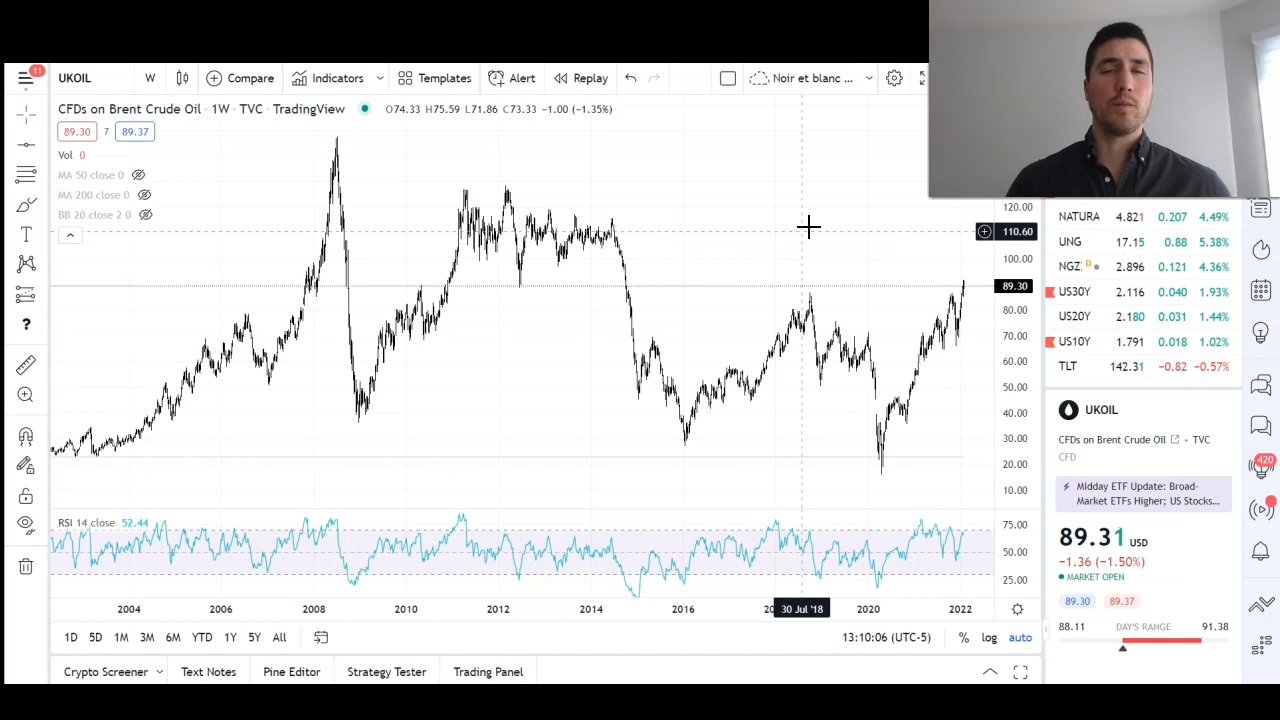 11
UKOIL W Compare Indicators Templates Alert Replay Noir et blanc ...
CFDs on Brent Crude Oil · 1W · TVC · TradingView O74.33 H75.59 L71.86 C73.33 −1.00 (−1.35%)
89.30 7 89.37
Vol 0
MA 50 close 0
MA 200 close 0
BB 20 close 2 0
120.00
110.60
100.00
89.30
80.00
70.00
60.00
50.00
40.00
30.00
20.00
10.00
RSI 14 close 52.44
75.00
50.00
25.00
2004 2006 2008 2010 2012 2014 2016 30 Jul '18 2020 2022
1D 5D 1M 3M 6M YTD 1Y 5Y All 13:10:06 (UTC-5) % log auto
Crypto Screener Text Notes Pine Editor Strategy Tester Trading Panel
NATURA 4.821 0.207 4.49%
UNG 17.15 0.88 5.38%
NGZ D 2.896 0.121 4.36%
US30Y 2.116 0.040 1.93%
US20Y 2.180 0.031 1.44%
US10Y 1.791 0.018 1.02%
TLT 142.31 −0.82 −0.57%
UKOIL
CFDs on Brent Crude Oil • TVC
CFD
Midday ETF Update: Broad-
Market ETFs Higher; US Stocks...
89.31 USD
−1.36 (−1.50%)
MARKET OPEN
89.30 89.37
88.11 DAY'S RANGE 91.38
420